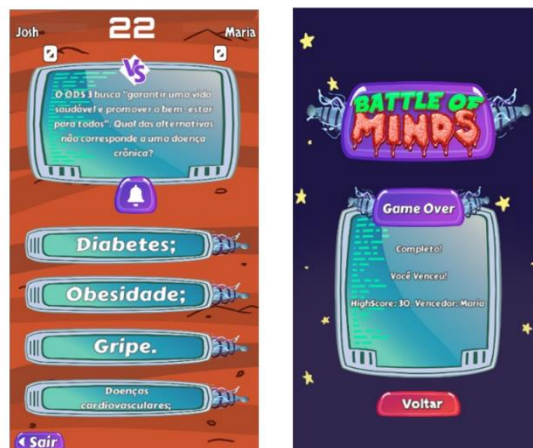 Josh
22
Maria
0
0
VS
O ODS 3 busca "garantir uma vida
saudável e promover o bem-estar
para todos". Qual das alternativas
não corresponde a uma doença
crônica?
Diabetes;
Obesidade;
Gripe.
Doenças
cardiovasculares;
Sair
BATTLE OF
MINDS
Game Over
Completo!
Você Venceu!
HighScore: 30. Vencedor: Maria
Voltar